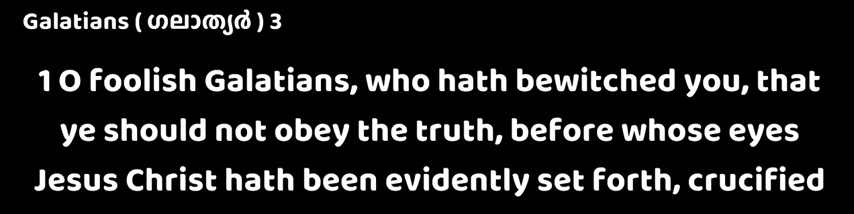 Galatians ( ഗലാത്യർ ) 3
1 O foolish Galatians, who hath bewitched you, that
ye should not obey the truth, before whose eyes
Jesus Christ hath been evidently set forth, crucified